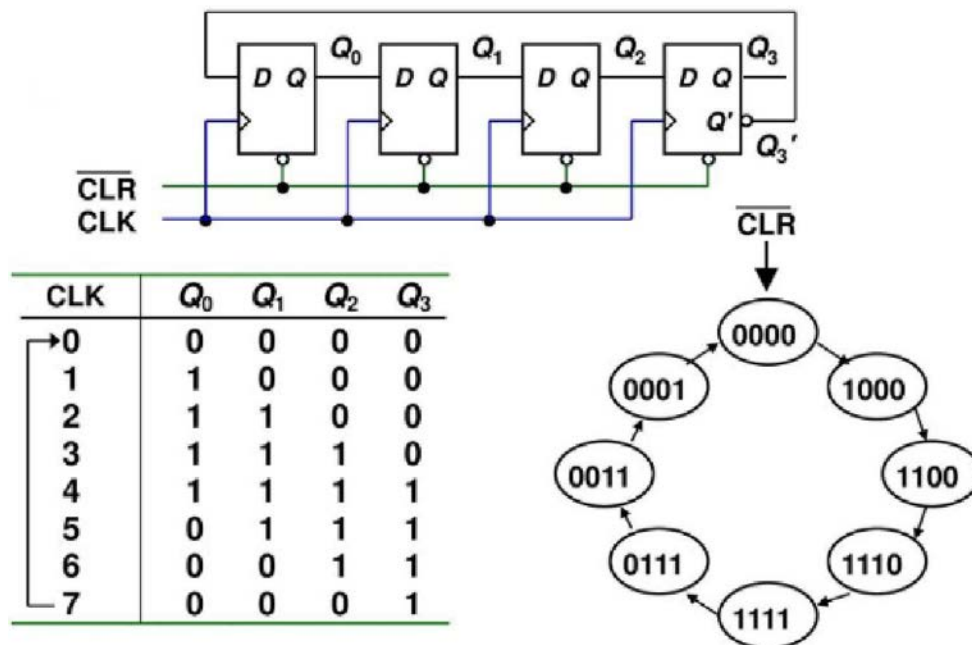 Q0 Q1 Q2 Q3
D Q D Q D Q D Q
Q'
Q3'
CLR
CLK
CLR
CLK Q0 Q1 Q2 Q3
0 0 0 0 0
1 1 0 0 0
2 1 1 0 0
3 1 1 1 0
4 1 1 1 1
5 0 1 1 1
6 0 0 1 1
7 0 0 0 1
0000
1000
1100
1110
1111
0111
0011
0001